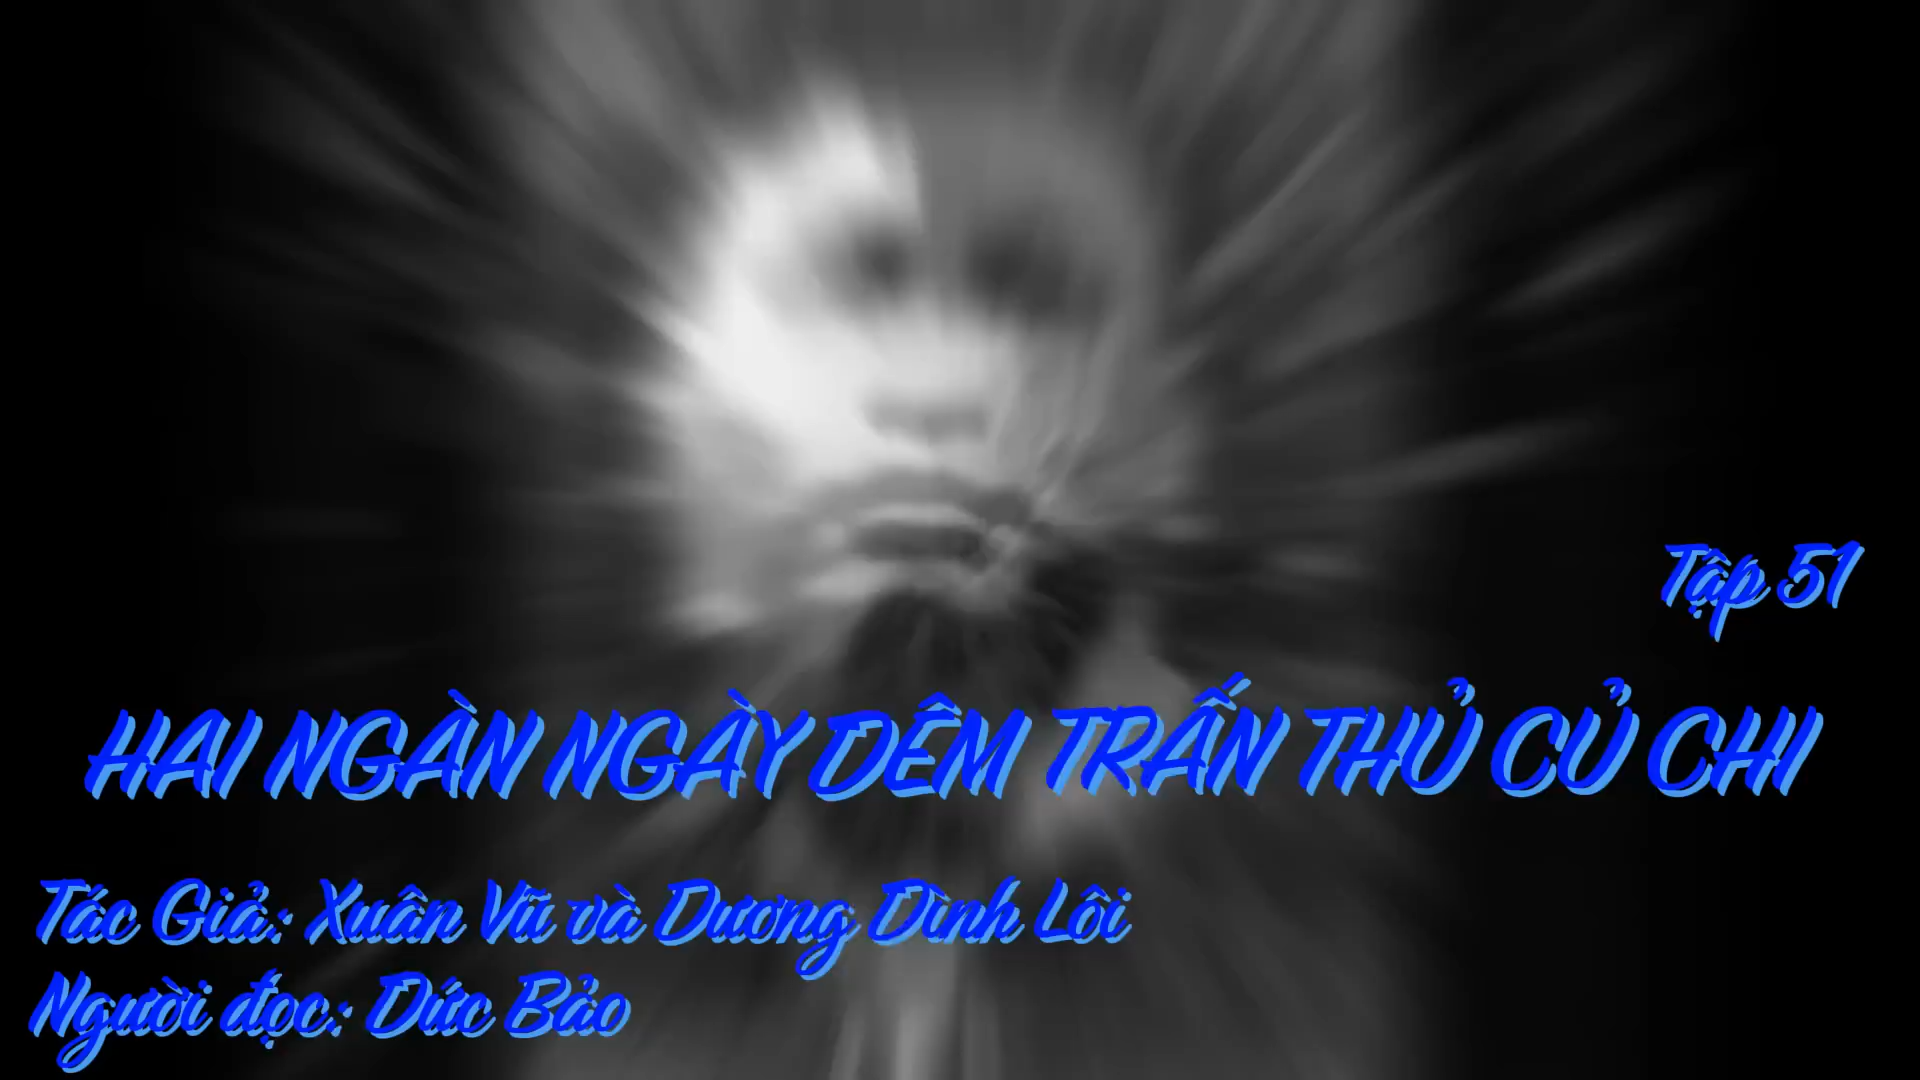 Tập 51
HAI NGÀN NGÀY ĐÊM TRẤN THỦ CỦ CHI
Tác Giả: Xuân Vũ và Dương Đình Lôi
Người đọc: Đức Bảo